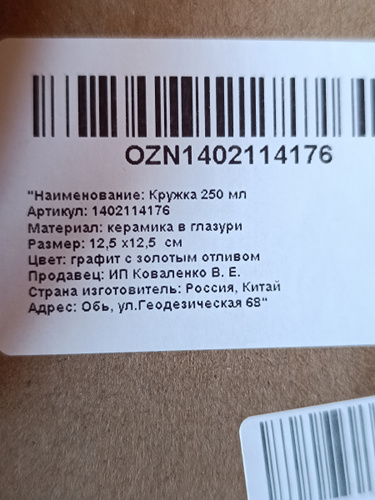 OZN1402114176
"Наименование: Кружка 250 мл
Артикул: 1402114176
Материал: керамика в глазури
Размер: 12,5 х12,5 см
Цвет: графит с золотым отливом
Продавец: ИП Коваленко В. Е.
Страна изготовитель: Россия, Китай
Адрес: Обь, ул.Геодезическая 68"